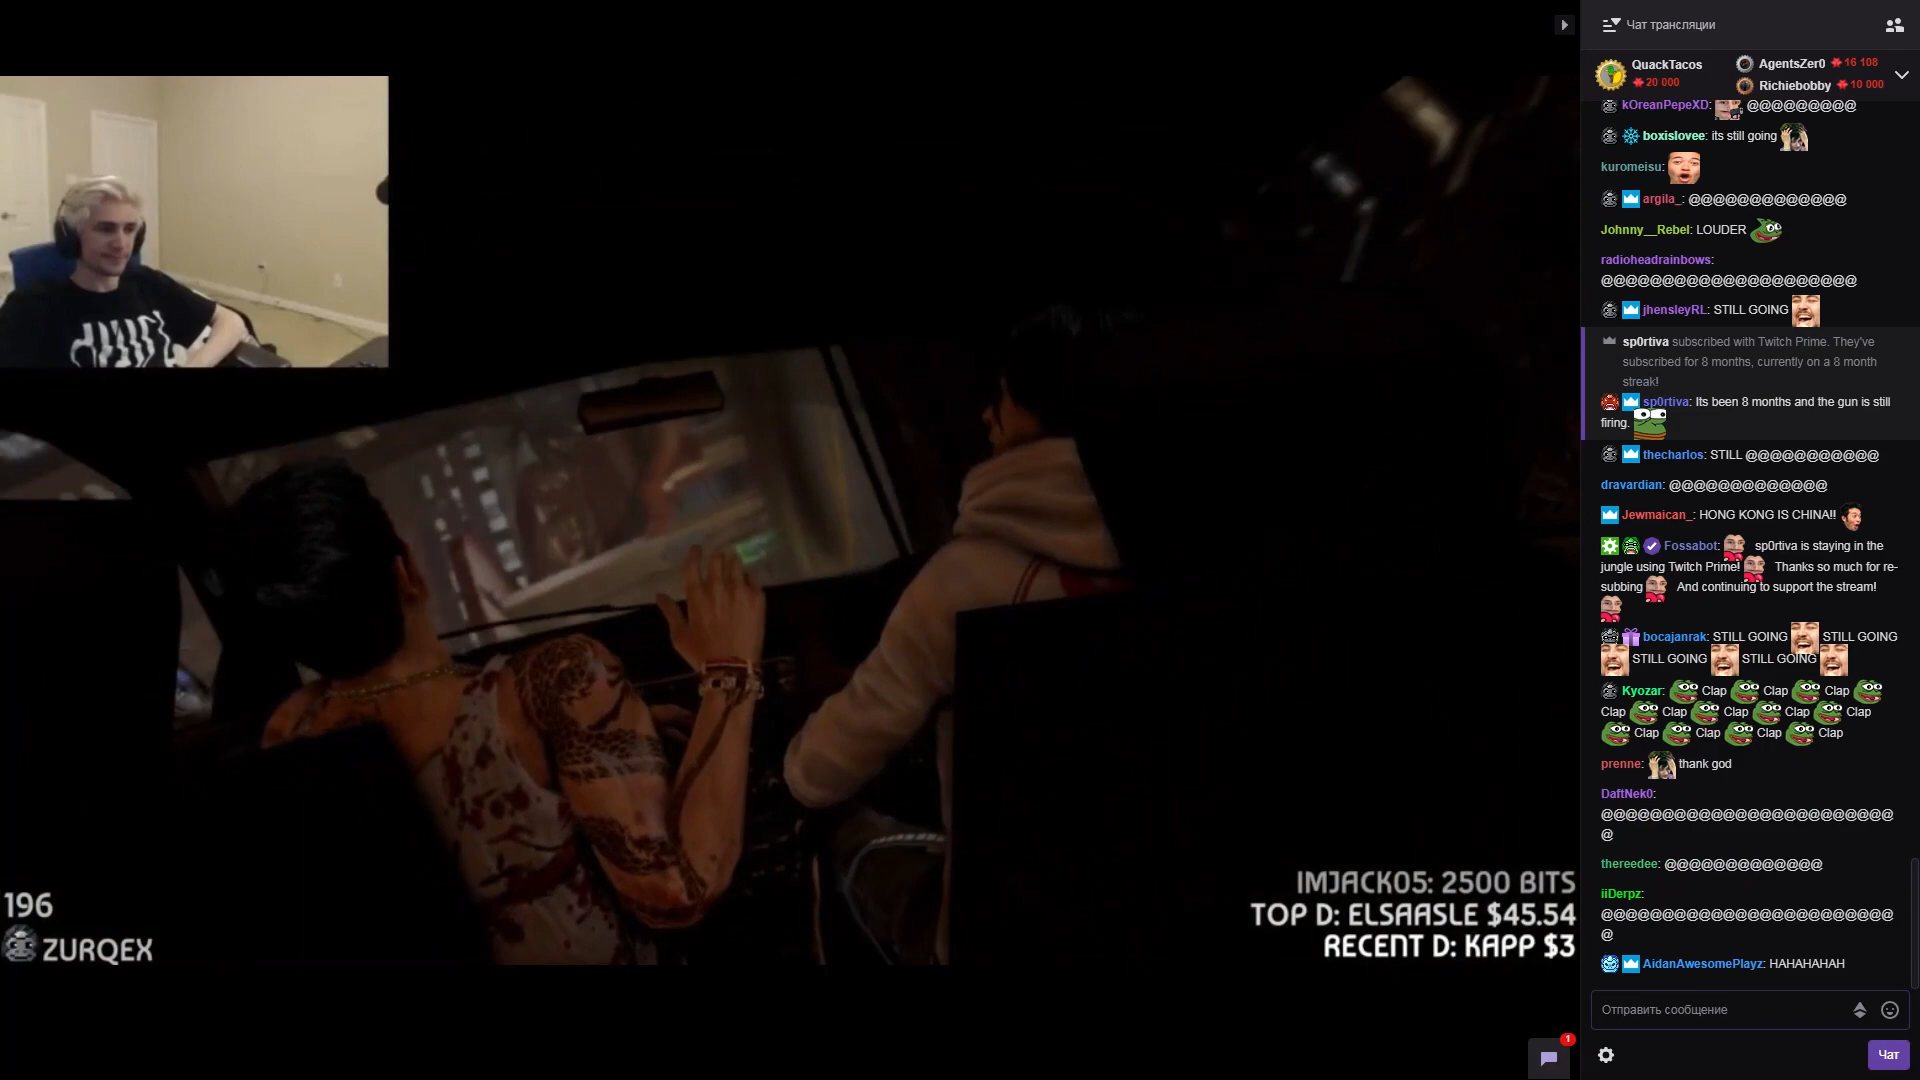 Чат трансляции
QuackTacos
20 000
AgentsZer0 16 108
Richiebobby 10 000
kOreanPepeXD: @@@@@@@@@
boxislovee: its still going
kuromeisu:
argila_: @@@@@@@@@@@@@
Johnny__Rebel: LOUDER
radioheadrainbows:
@@@@@@@@@@@@@@@@@@@@@
jhensleyRL: STILL GOING
sp0rtiva subscribed with Twitch Prime. They've
subscribed for 8 months, currently on a 8 month
streak!
sp0rtiva: Its been 8 months and the gun is still
firing.
thecharlos: STILL @@@@@@@@@@@
dravardian: @@@@@@@@@@@@@
Jewmaican_: HONG KONG IS CHINA!!
Fossabot: sp0rtiva is staying in the
jungle using Twitch Prime! Thanks so much for re-
subbing And continuing to support the stream!
bocajanrak: STILL GOING STILL GOING
STILL GOING STILL GOING
Kyozar: Clap Clap Clap
Clap Clap Clap Clap Clap
Clap Clap Clap Clap
prenne: thank god
DaftNek0:
@@@@@@@@@@@@@@@@@@@@@@@@
@
thereedee: @@@@@@@@@@@@@
iiDerpz:
@@@@@@@@@@@@@@@@@@@@@@@@
@
AidanAwesomePlayz: HAHAHAHAH
Отправить сообщение
Чат
1
196
ZURQEX
IMJACK05: 2500 BITS
TOP D: ELSAASLE $45.54
RECENT D: KAPP $3